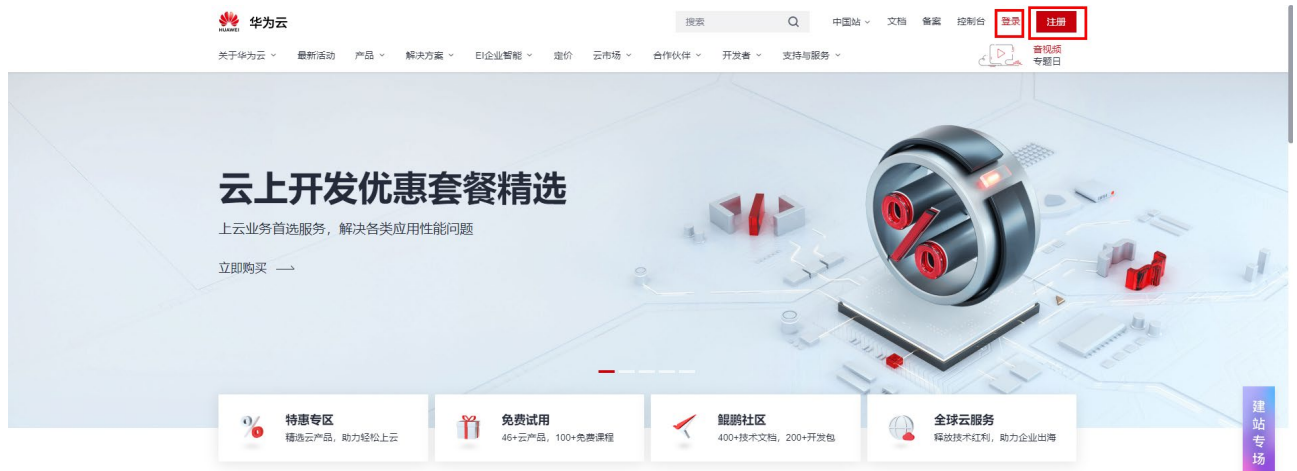 HUAWEI
华为云
搜索
中国站
文档
备案
控制台
登录
注册
关于华为云
最新活动
产品
解决方案
EI企业智能
定价
云市场
合作伙伴
开发者
支持与服务
音视频
专题日
云上开发优惠套餐精选
上云业务首选服务，解决各类应用性能问题
立即购买
特惠专区
精选云产品，助力轻松上云
免费试用
46+云产品，100+免费课程
鲲鹏社区
400+技术文档，200+开发包
全球云服务
释放技术红利，助力企业出海
建站专场